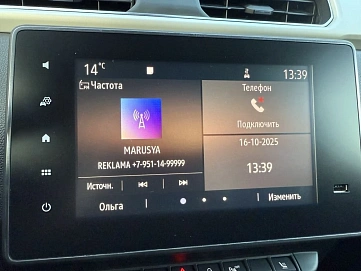 14 °C
13:39
Частота
MARUSYA
REKLAMA +7-951-14-99999
Источн.
Ольга
Телефон
Подключить
16-10-2025
13:39
Изменить